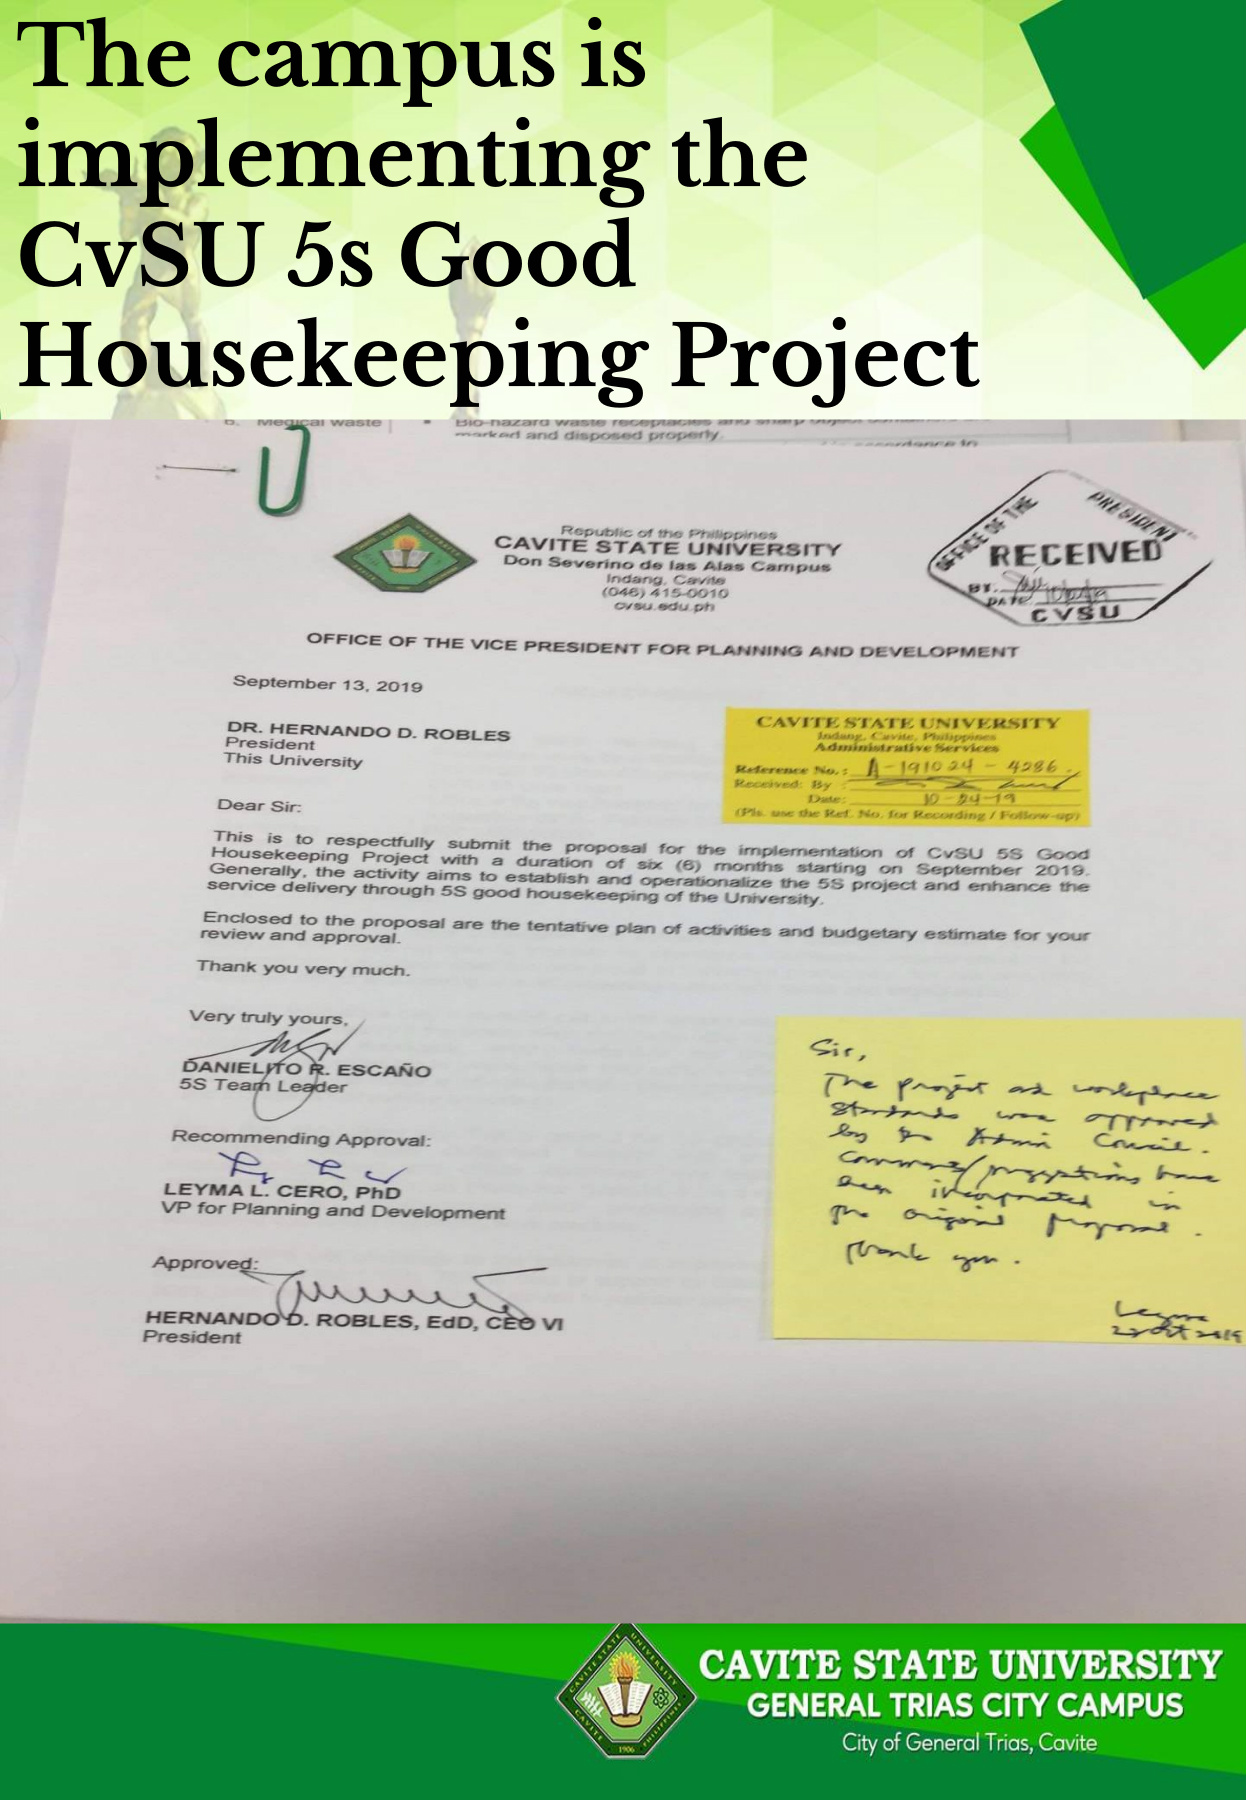 The campus is
implementing the
CvSU 5s Good
Housekeeping Project
b. Medical waste
• Bio-hazard waste receptacles and sharp object
marked and disposed properly.
accordance in
Republic of the Philippines
CAVITE STATE UNIVERSITY
Don Severino de las Alas Campus
Indang, Cavite
(046) 415-0010
cvsu.edu.ph
OFFICE OF THE PRESIDENT
RECEIVED
BY:
DATE:
CVSU
OFFICE OF THE VICE PRESIDENT FOR PLANNING AND DEVELOPMENT
September 13, 2019
DR. HERNANDO D. ROBLES
President
This University
CAVITE STATE UNIVERSITY
Indang, Cavite, Philippines
Administrative Services
Reference No.: A-191024-4286
Received: By
Date: 10-24-19
(Pls. use the Ref. No. for Recording / Follow-up)
Dear Sir:
This is to respectfully submit the proposal for the implementation of CvSU 5S Good
Housekeeping Project with a duration of six (6) months starting on September 2019.
Generally, the activity aims to establish and operationalize the 5S project and enhance the
service delivery through 5S good housekeeping of the University.
Enclosed to the proposal are the tentative plan of activities and budgetary estimate for your
review and approval.
Thank you very much.
Very truly yours,
DANIELITO R. ESCAÑO
5S Team Leader
Recommending Approval:
LEYMA L. CERO, PhD
VP for Planning and Development
Approved:
HERNANDO D. ROBLES, EdD, CEO VI
President
Sir,
The project and workplace
standards was approved
by the Admin Council.
Comments/suggestions have
been incorporated in
the original proposal.
Thank you.
Leyma
22 Oct 2019
CAVITE STATE UNIVERSITY
GENERAL TRIAS CITY CAMPUS
City of General Trias, Cavite
1906